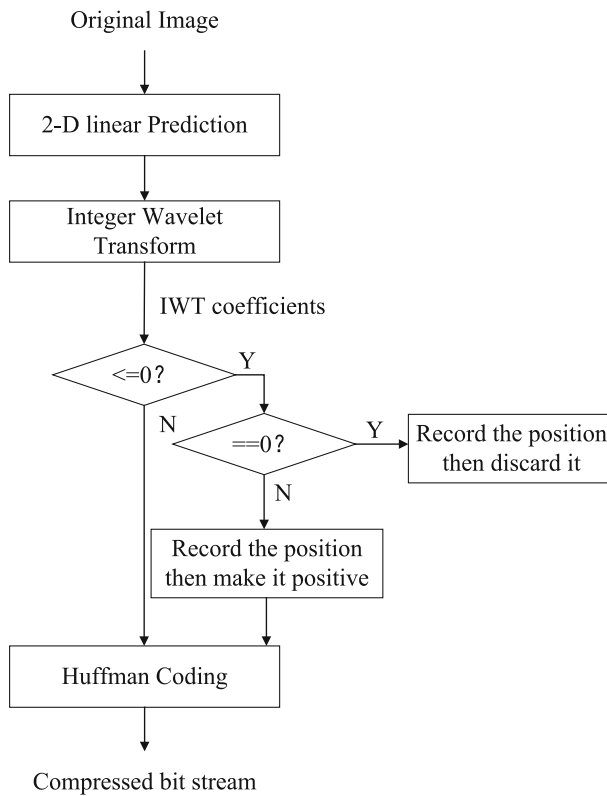 Original Image
2-D linear Prediction
Integer Wavelet
Transform
IWT coefficients
<=0?
Y
N
==0?
Y
Record the position
then discard it
N
Record the position
then make it positive
Huffman Coding
Compressed bit stream